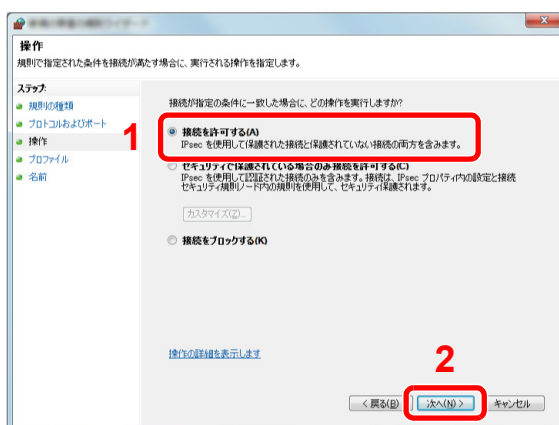 操作
規則で指定された条件を接続が満たす場合に、実行される操作を指定します。
ステップ:
規則の種類
プロトコルおよびポート
操作
プロファイル
名前
1
接続が指定の条件に一致した場合に、どの操作を実行しますか?
接続を許可する(A)
IPsec を使用して保護された接続と保護されていない接続の両方を含みます。
セキュリティで保護されている場合のみ接続を許可する(C)
IPsec を使用して認証された接続のみを含みます。接続は、IPsec プロパティ内の設定と接続
セキュリティ規則ノード内の規則を使用して、セキュリティ保護されます。
カスタマイズ(Z)...
接続をブロックする(K)
操作の詳細を表示します
2
< 戻る(B)
次へ(N) >
キャンセル